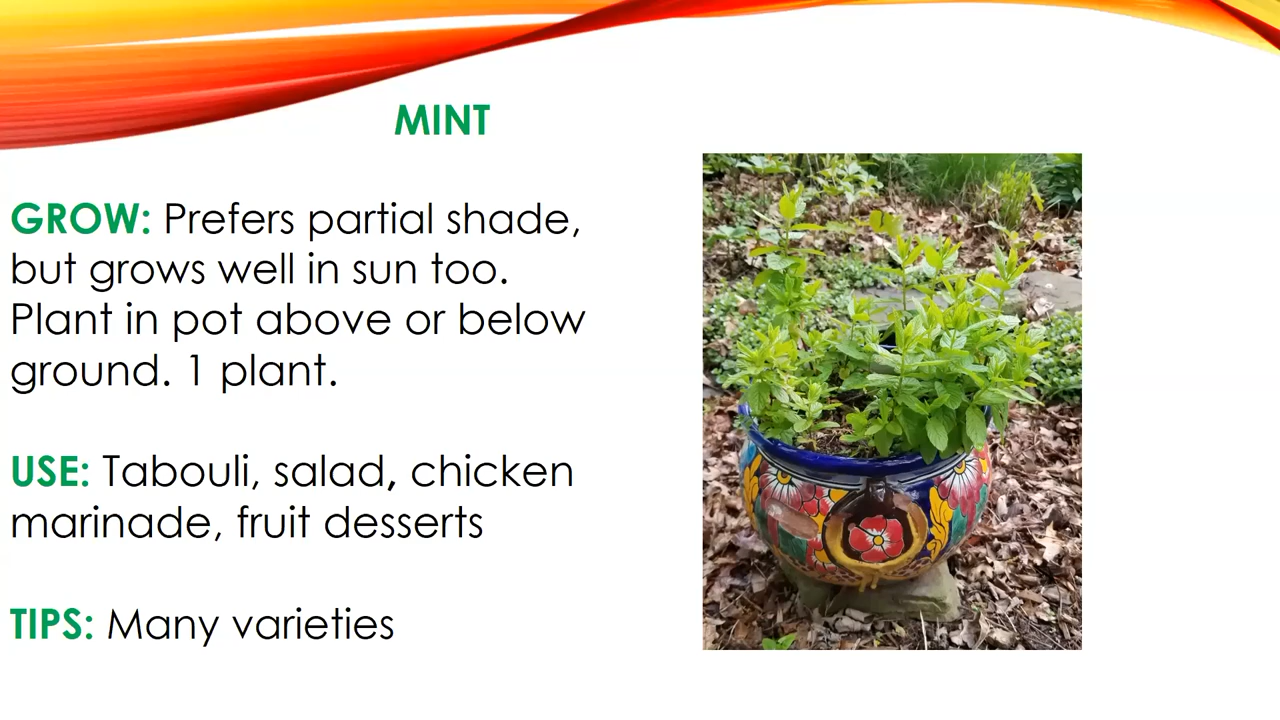 MINT
GROW: Prefers partial shade,
but grows well in sun too.
Plant in pot above or below
ground. 1 plant.
USE: Tabouli, salad, chicken
marinade, fruit desserts
TIPS: Many varieties